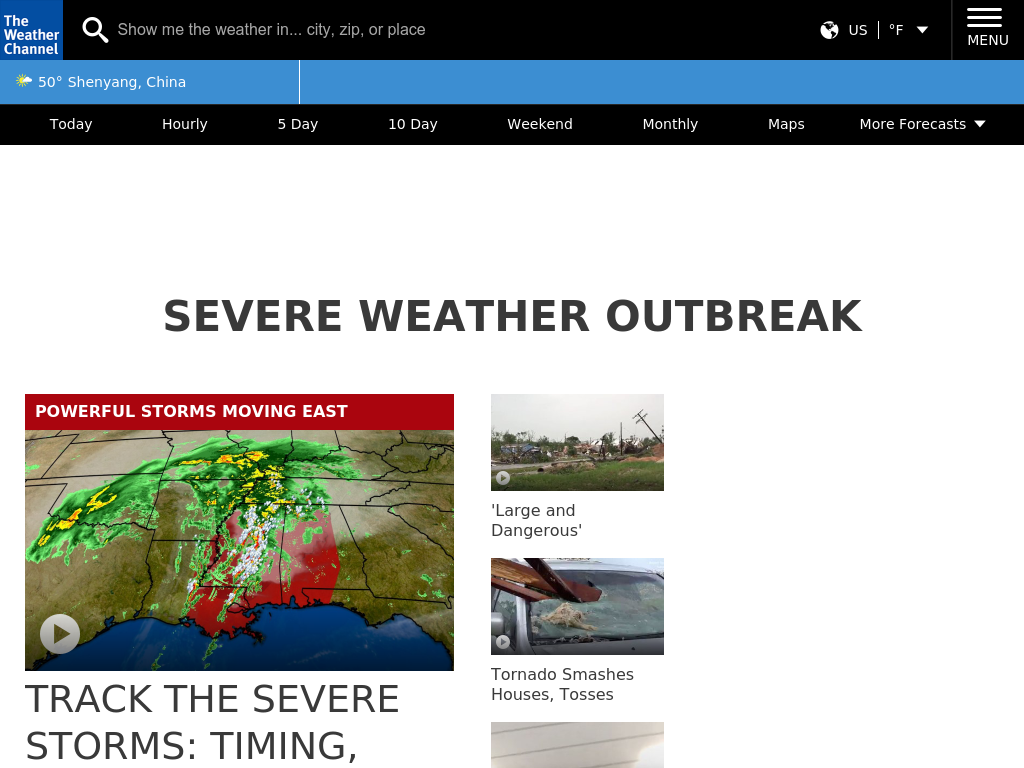 The
Weather
Channel
Show me the weather in... city, zip, or place
US
°F
MENU
50° Shenyang, China
Today
Hourly
5 Day
10 Day
Weekend
Monthly
Maps
More Forecasts
SEVERE WEATHER OUTBREAK
POWERFUL STORMS MOVING EAST
TRACK THE SEVERE
STORMS: TIMING,
'Large and
Dangerous'
Tornado Smashes
Houses, Tosses